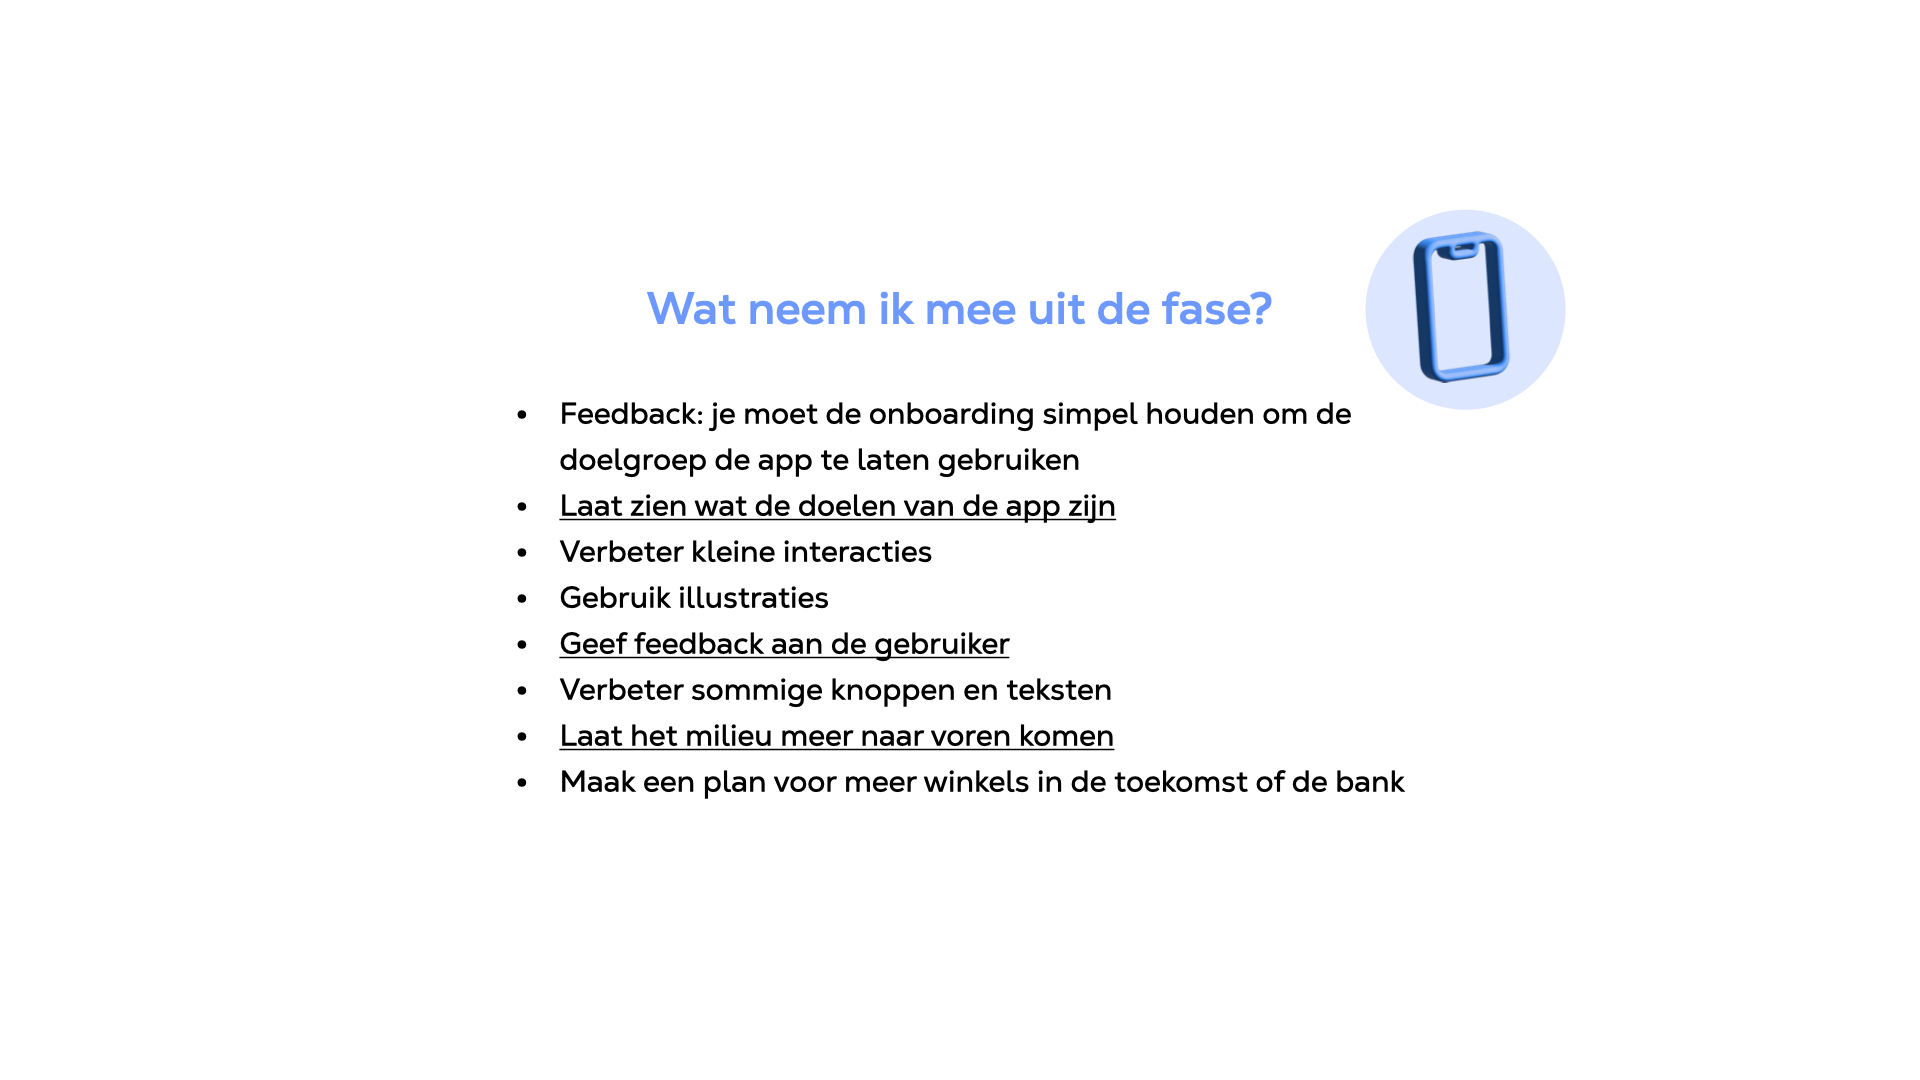 Wat neem ik mee uit de fase?
• Feedback: je moet de onboarding simpel houden om de
doelgroep de app te laten gebruiken
• Laat zien wat de doelen van de app zijn
• Verbeter kleine interacties
• Gebruik illustraties
• Geef feedback aan de gebruiker
• Verbeter sommige knoppen en teksten
• Laat het milieu meer naar voren komen
• Maak een plan voor meer winkels in de toekomst of de bank